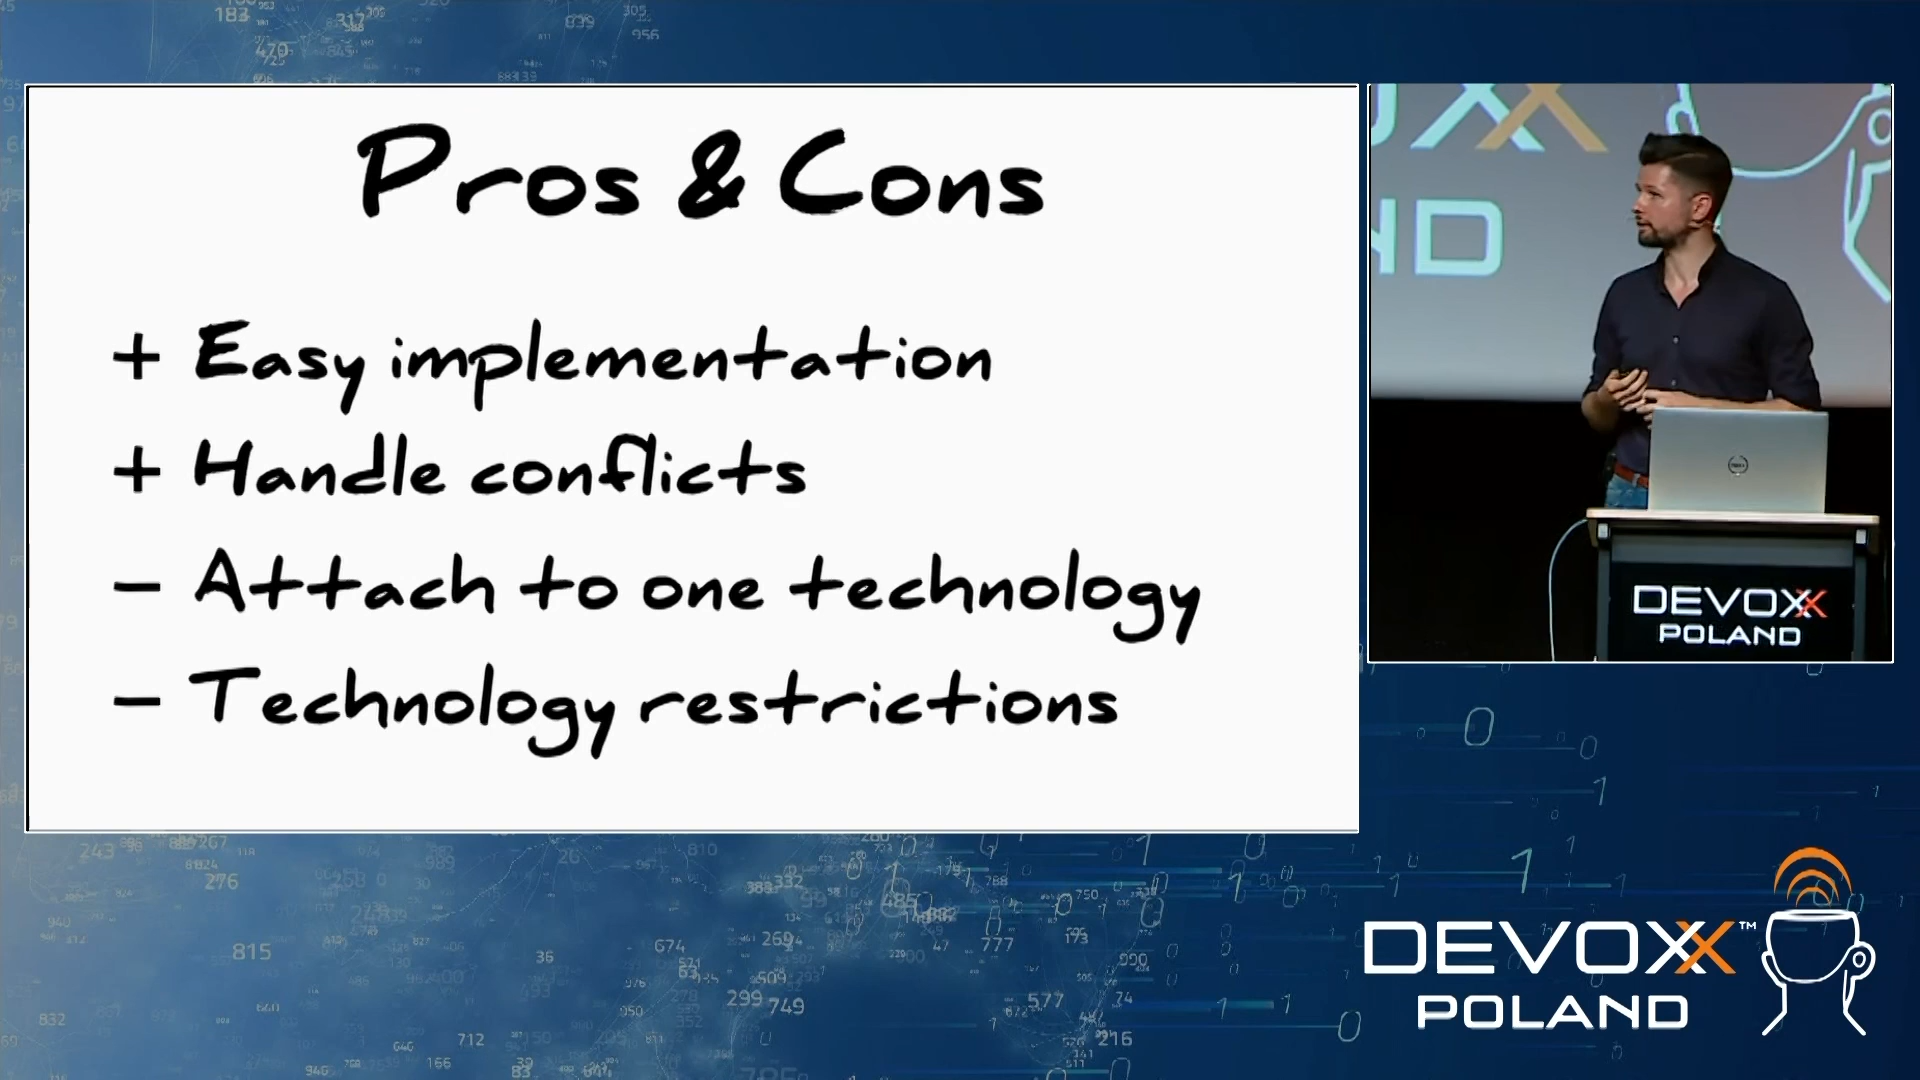 Pros & Cons
+ Easy implementation
+ Handle conflicts
– Attach to one technology
– Technology restrictions
DEVOXX
POLAND
DEVOXX™
POLAND